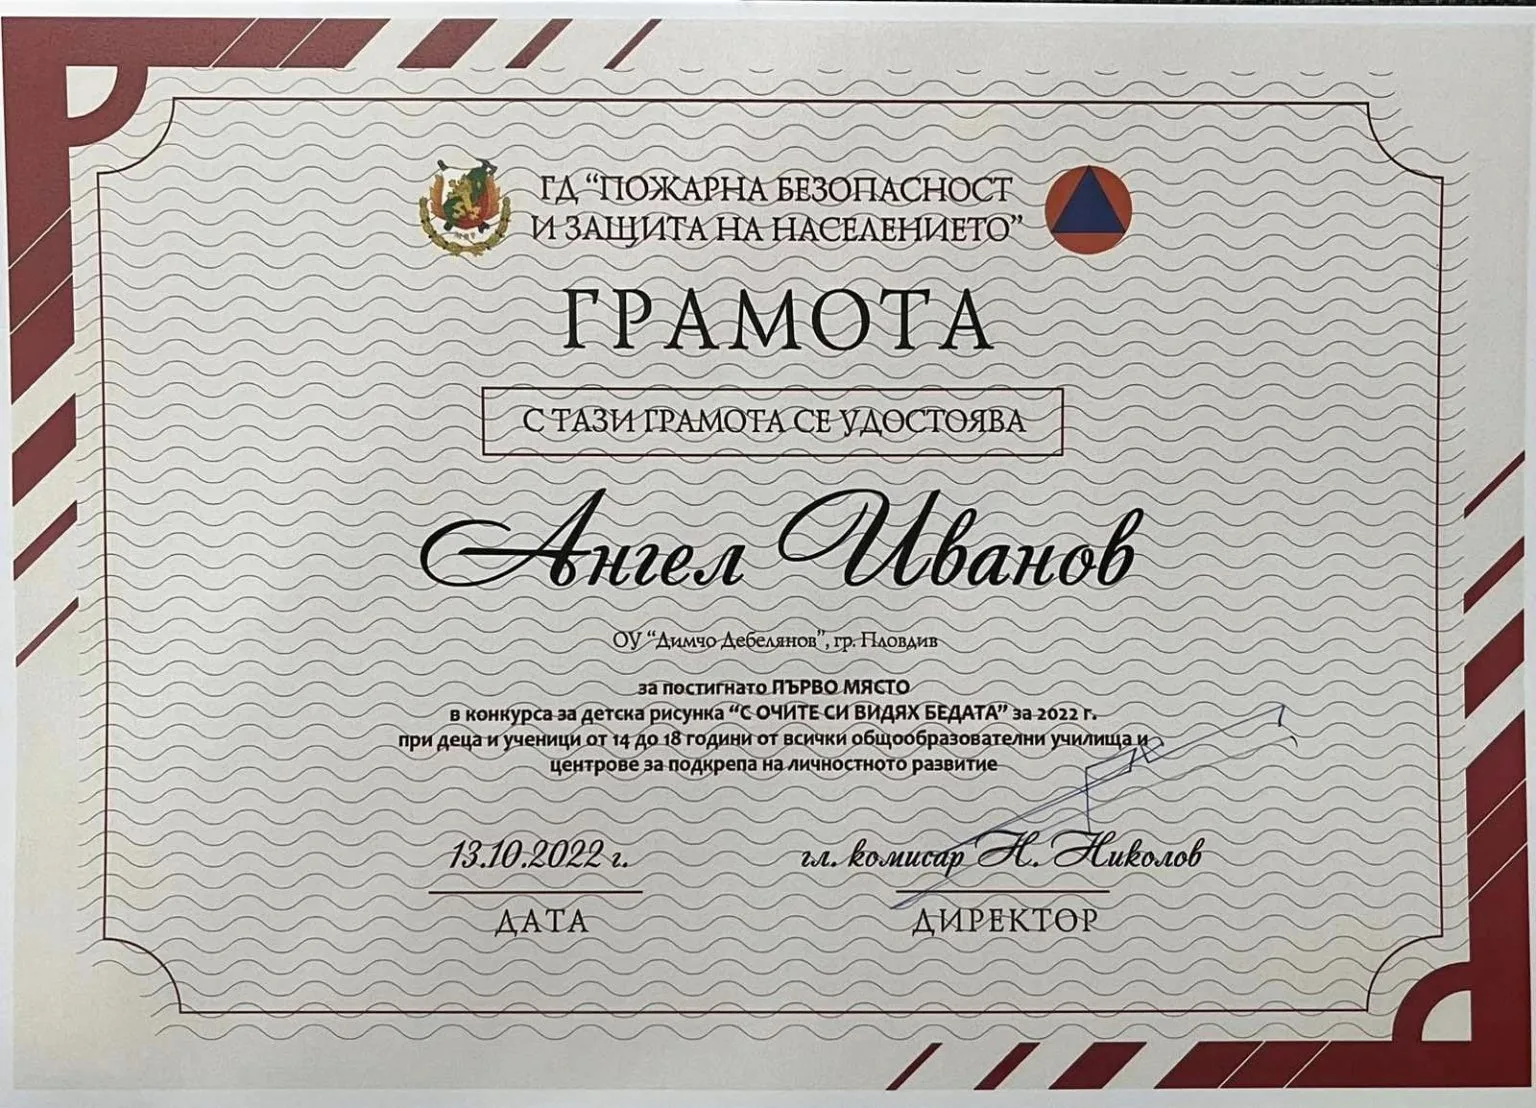 ГД “ПОЖАРНА БЕЗОПАСНОСТ
И ЗАЩИТА НА НАСЕЛЕНИЕТО”
ГРАМОТА
С ТАЗИ ГРАМОТА СЕ УДОСТОЯВА
Ангел Иванов
ОУ “Димчо Дебелянов”, гр. Пловдив
за постигнато ПЪРВО МЯСТО
в конкурса за детска рисунка “С ОЧИТЕ СИ ВИДЯХ БЕДАТА” за 2022 г.
при деца и ученици от 14 до 18 години от всички общообразователни училища и
центрове за подкрепа на личностното развитие
13.10.2022 г.
гл. комисар Н. Николов
ДАТА
ДИРЕКТОР